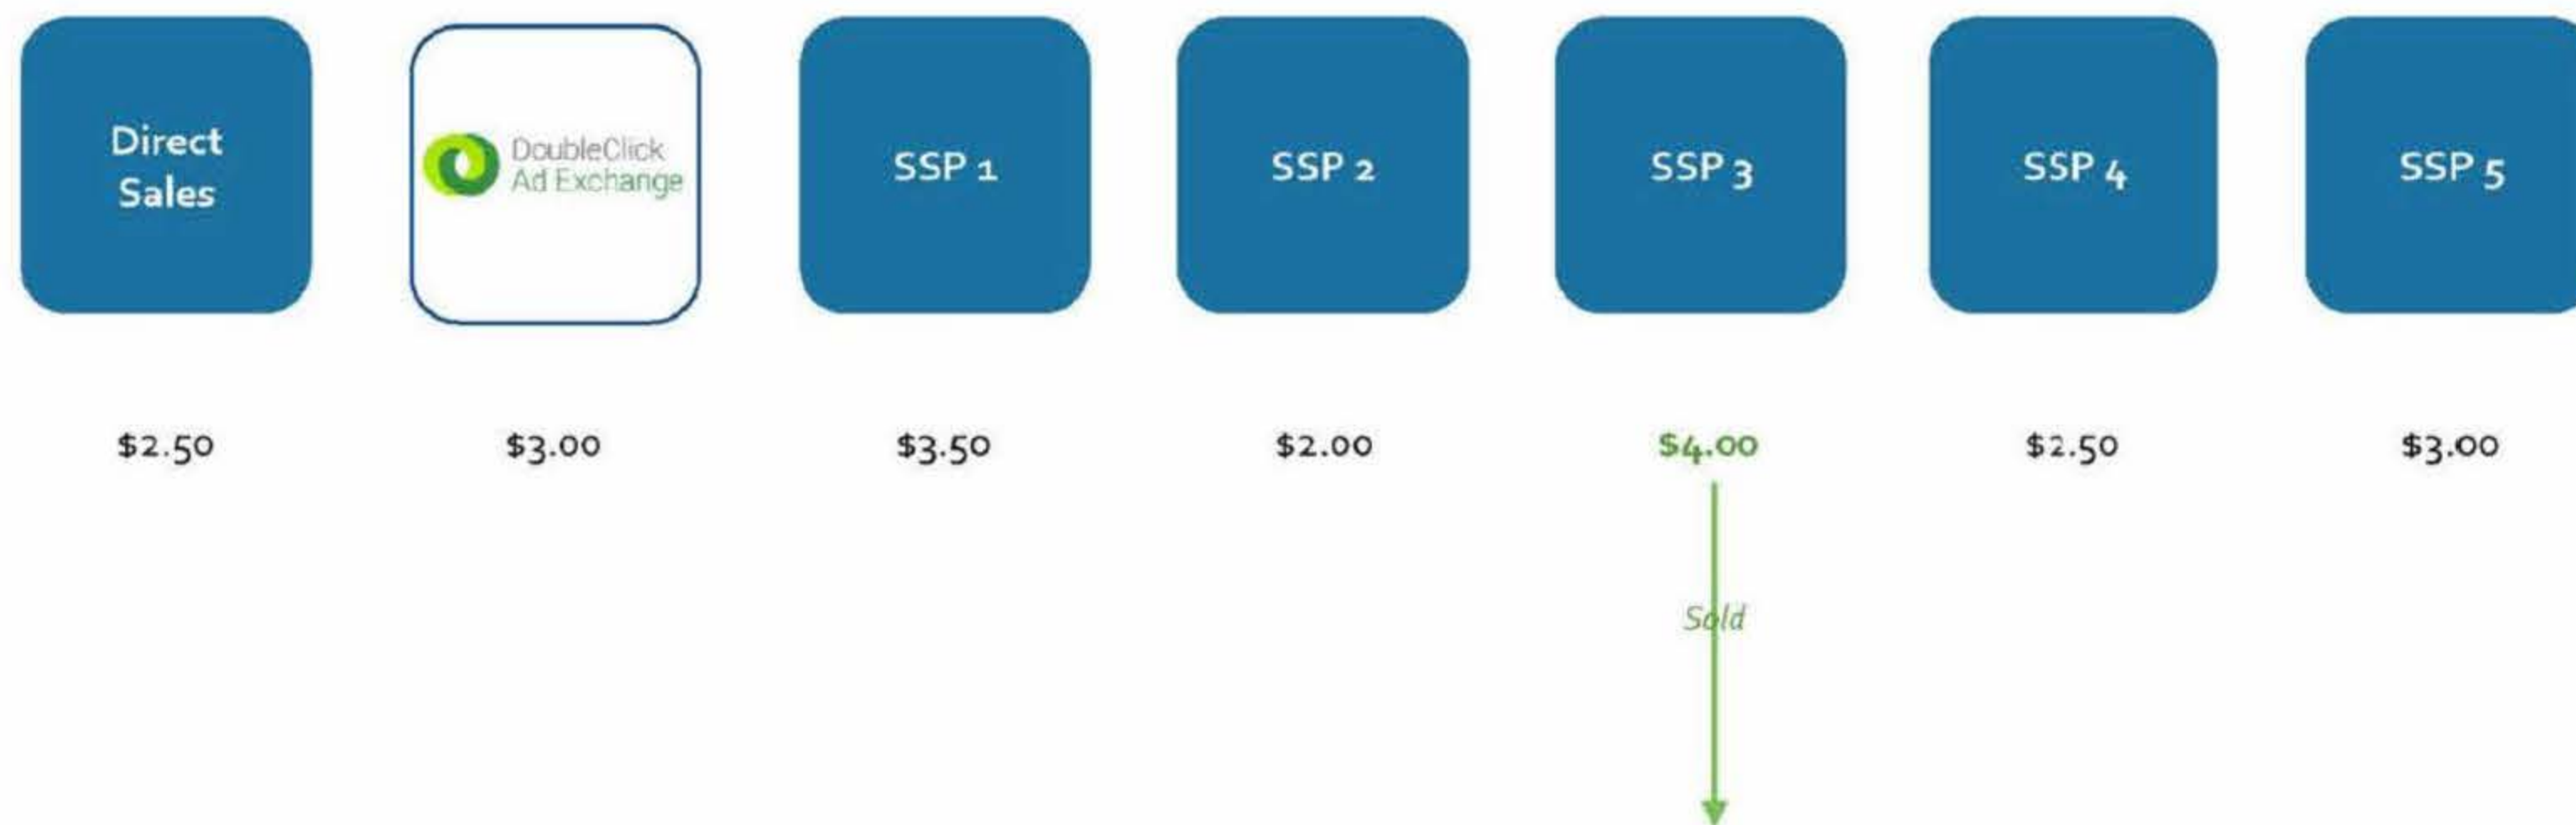 Direct
Sales
DoubleClick
Ad Exchange
SSP 1
SSP 2
SSP 3
SSP 4
SSP 5
$2.50
$3.00
$3.50
$2.00
$4.00
$2.50
$3.00
Sold